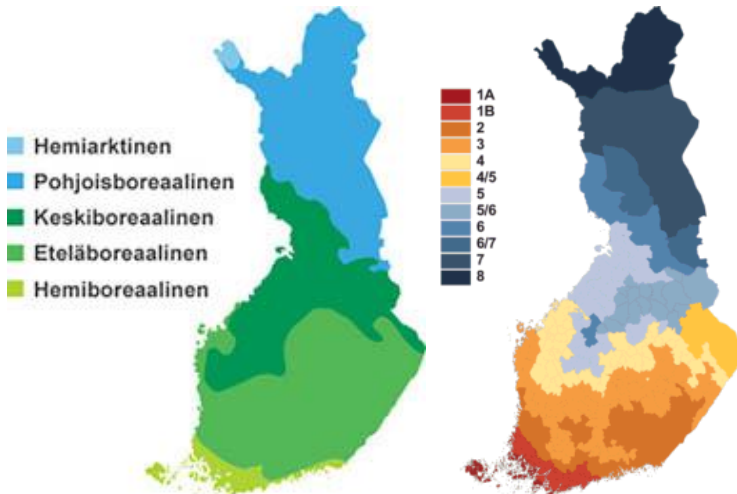 Hemiarktinen
Pohjoisboreaalinen
Keskiboreaalinen
Eteläboreaalinen
Hemiboreaalinen
1A
1B
2
3
4
4/5
5
5/6
6
6/7
7
8